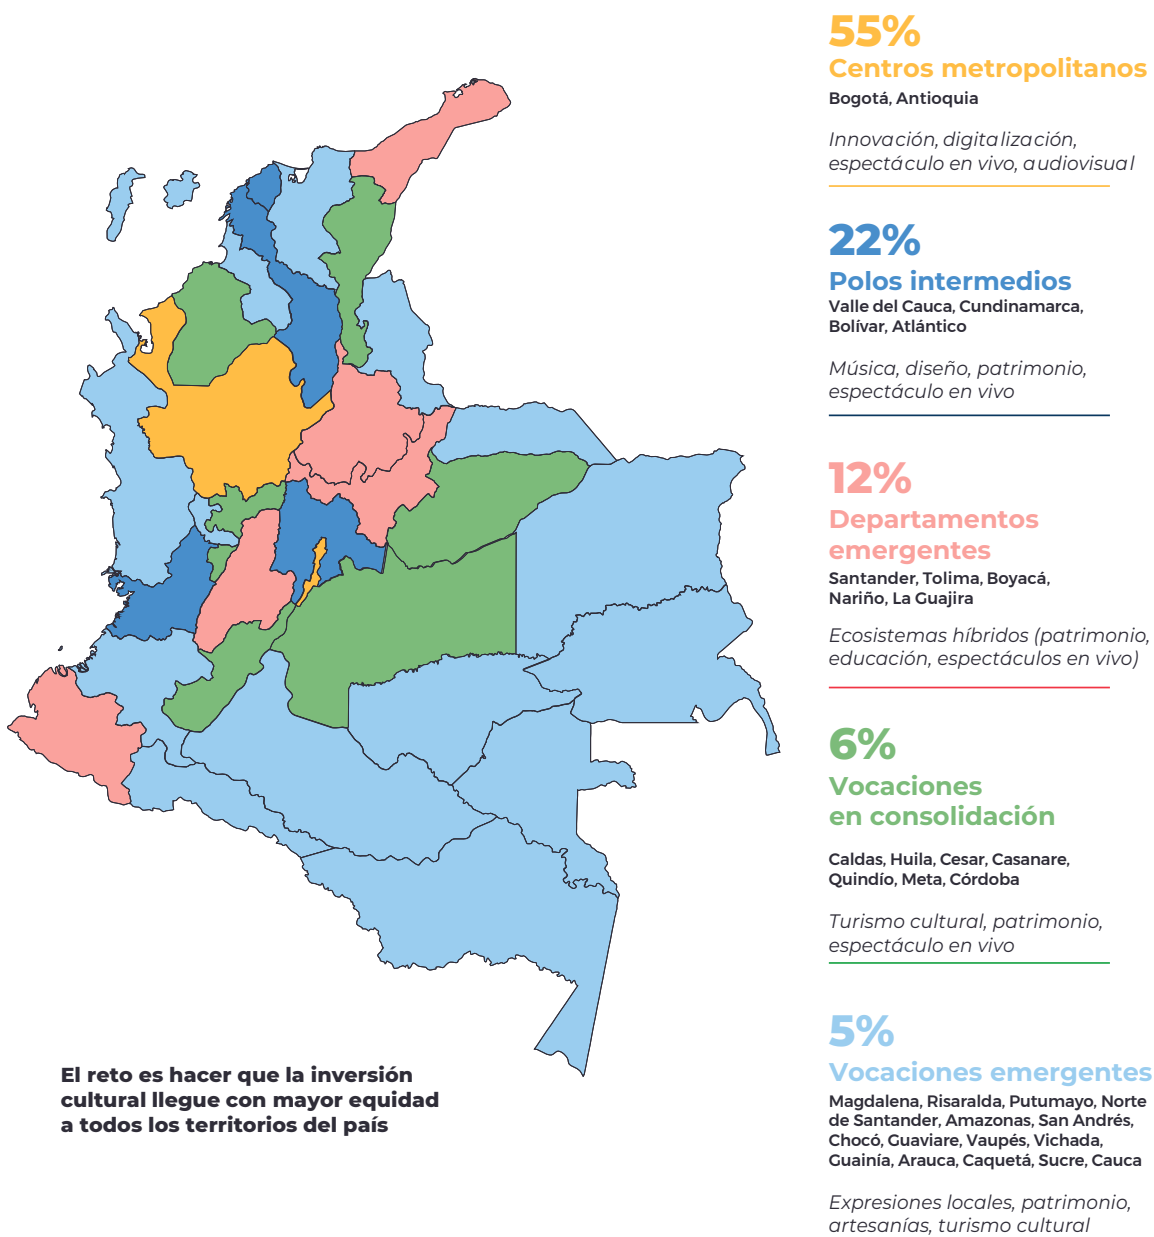 55%
Centros metropolitanos
Bogotá, Antioquia
Innovación, digitalización,
espectáculo en vivo, audiovisual
22%
Polos intermedios
Valle del Cauca, Cundinamarca,
Bolívar, Atlántico
Música, diseño, patrimonio,
espectáculo en vivo
12%
Departamentos
emergentes
Santander, Tolima, Boyacá,
Nariño, La Guajira
Ecosistemas híbridos (patrimonio,
educación, espectáculos en vivo)
6%
Vocaciones
en consolidación
Caldas, Huila, Cesar, Casanare,
Quindío, Meta, Córdoba
Turismo cultural, patrimonio,
espectáculo en vivo
5%
Vocaciones emergentes
Magdalena, Risaralda, Putumayo, Norte
de Santander, Amazonas, San Andrés,
Chocó, Guaviare, Vaupés, Vichada,
Guainía, Arauca, Caquetá, Sucre, Cauca
Expresiones locales, patrimonio,
artesanías, turismo cultural
El reto es hacer que la inversión
cultural llegue con mayor equidad
a todos los territorios del país